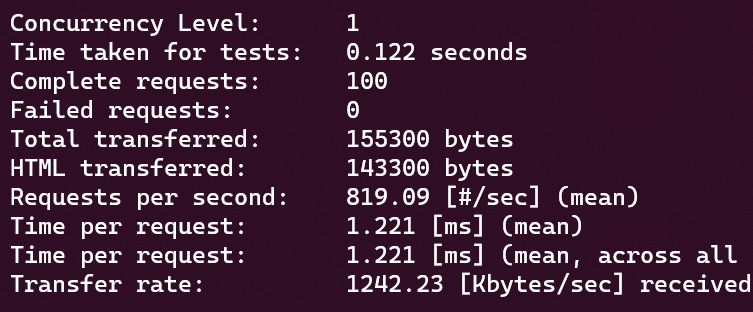 Concurrency Level:      1
Time taken for tests:   0.122 seconds
Complete requests:      100
Failed requests:        0
Total transferred:      155300 bytes
HTML transferred:       143300 bytes
Requests per second:    819.09 [#/sec] (mean)
Time per request:       1.221 [ms] (mean)
Time per request:       1.221 [ms] (mean, across all
Transfer rate:          1242.23 [Kbytes/sec] received